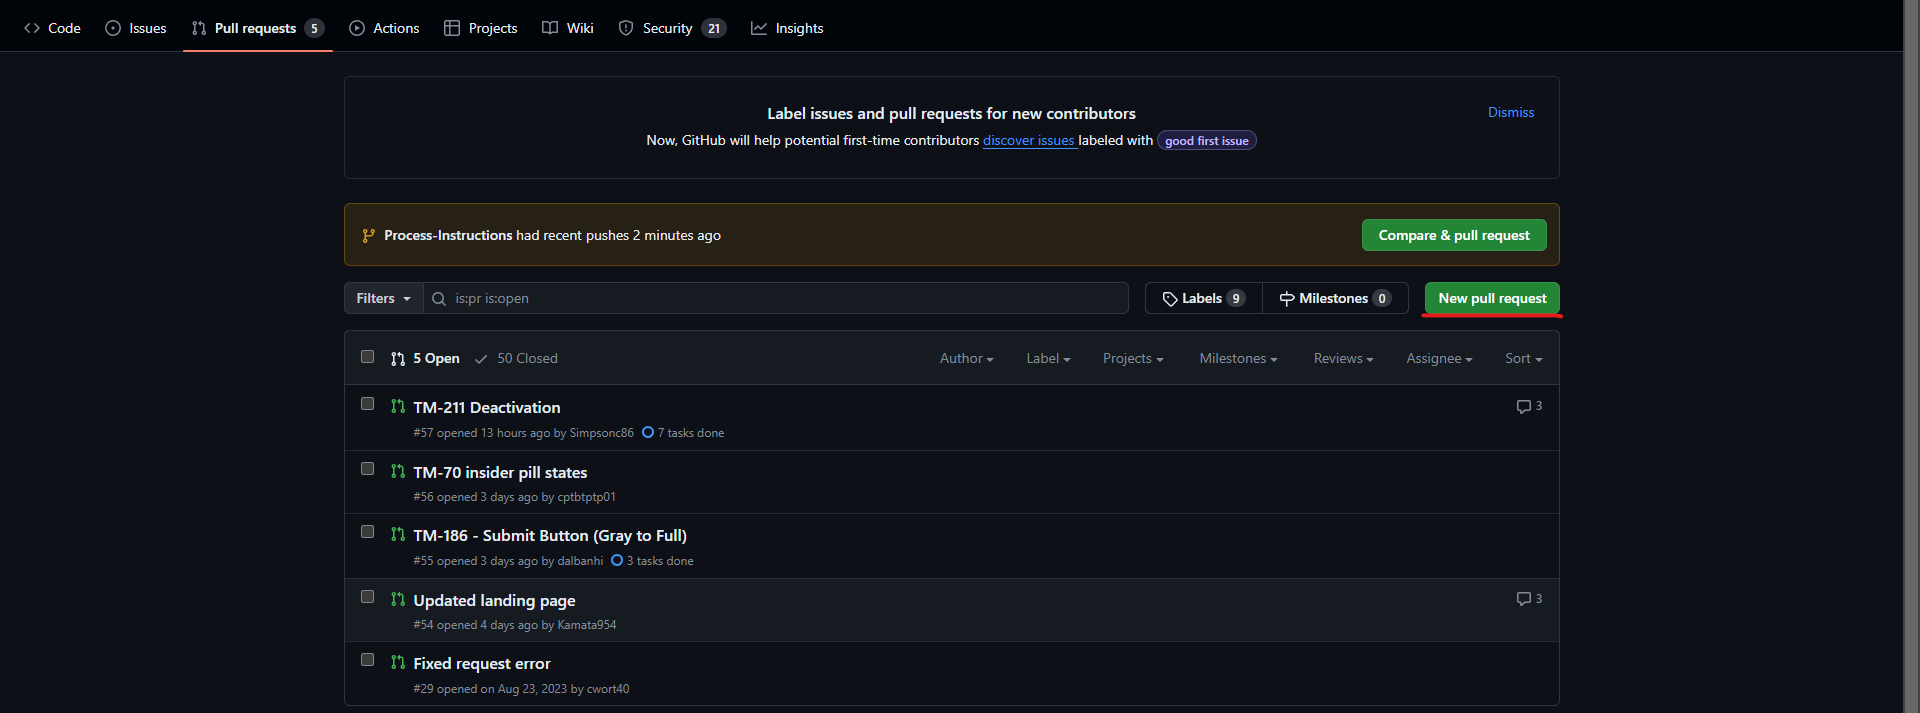 Code Issues Pull requests 5 Actions Projects Wiki Security 21 Insights
Label issues and pull requests for new contributors
Dismiss
Now, GitHub will help potential first-time contributors discover issues labeled with good first issue
Process-Instructions had recent pushes 2 minutes ago
Compare & pull request
Filters is:pr is:open Labels 9 Milestones 0 New pull request
5 Open 50 Closed Author Label Projects Milestones Reviews Assignee Sort
TM-211 Deactivation 3
#57 opened 13 hours ago by Simpsonc86 7 tasks done
TM-70 insider pill states
#56 opened 3 days ago by cptbtptp01
TM-186 - Submit Button (Gray to Full)
#55 opened 3 days ago by dalbanhi 3 tasks done
Updated landing page 3
#54 opened 4 days ago by Kamata954
Fixed request error
#29 opened on Aug 23, 2023 by cwort40